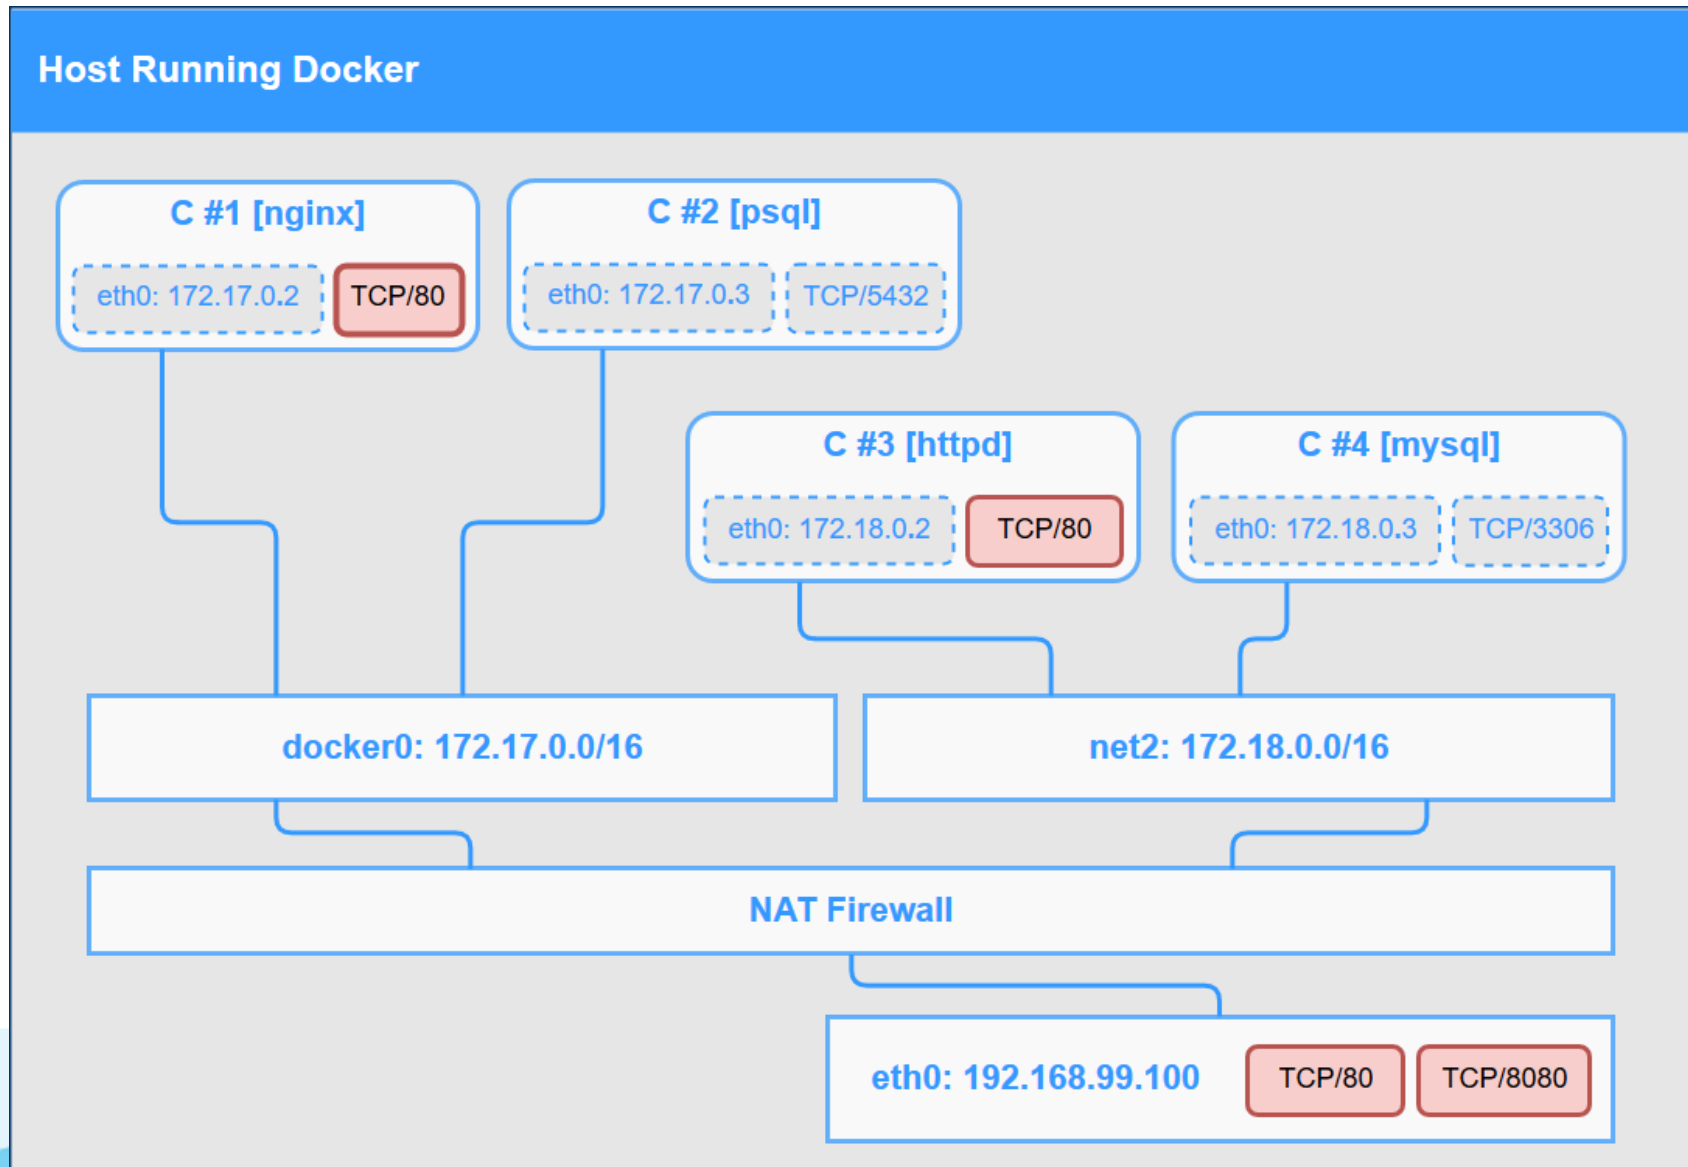 Host Running Docker
C #1 [nginx]
eth0: 172.17.0.2
TCP/80
C #2 [psql]
eth0: 172.17.0.3
TCP/5432
C #3 [httpd]
eth0: 172.18.0.2
TCP/80
C #4 [mysql]
eth0: 172.18.0.3
TCP/3306
docker0: 172.17.0.0/16
net2: 172.18.0.0/16
NAT Firewall
eth0: 192.168.99.100
TCP/80
TCP/8080